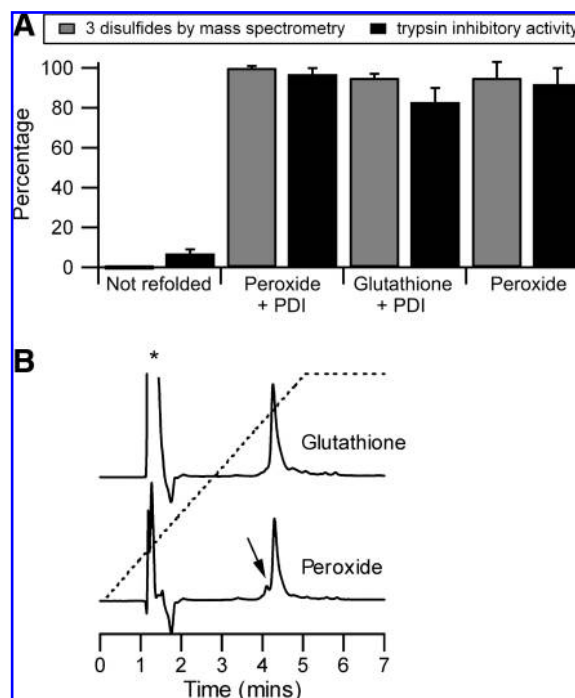 A
3 disulfides by mass spectrometry
trypsin inhibitory activity
Percentage
100
80
60
40
20
0
Not refolded
Peroxide
+ PDI
Glutathione
+ PDI
Peroxide
B
*
Glutathione
Peroxide
0 1 2 3 4 5 6 7
Time (mins)